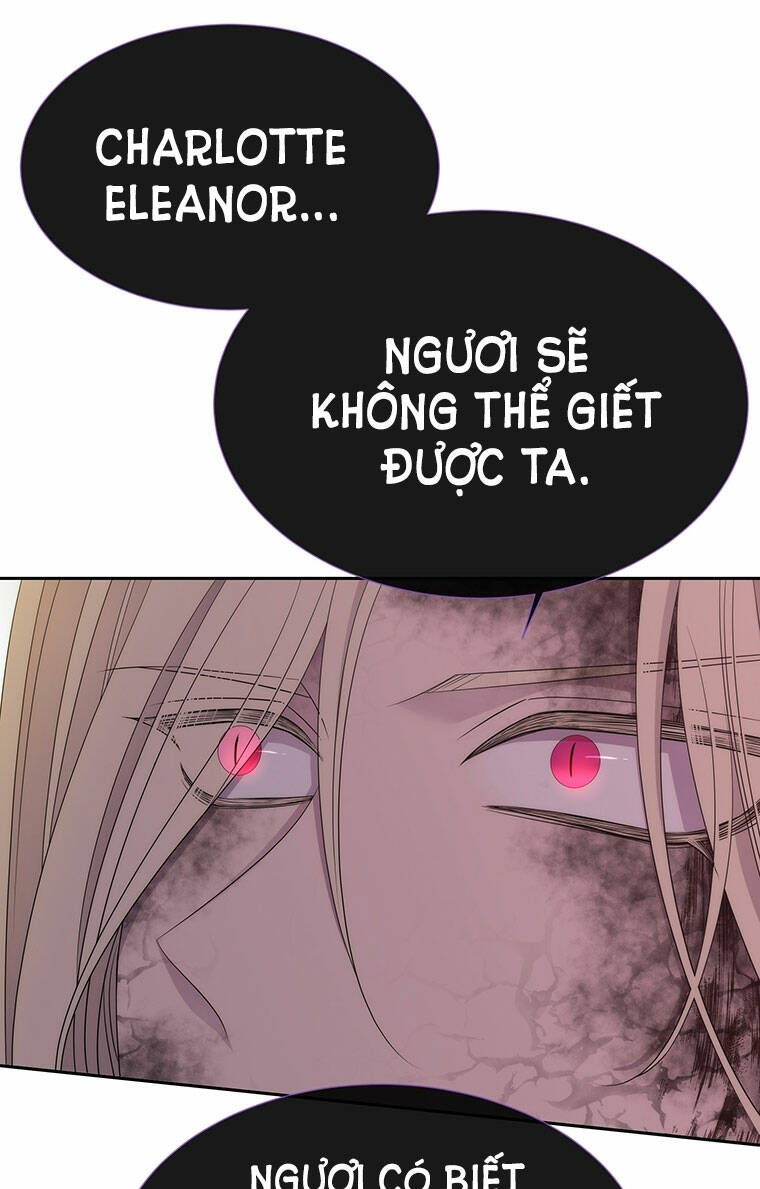 CHARLOTTE
ELEANOR...
NGƯƠI SẼ
KHÔNG THỂ GIẾT
ĐƯỢC TA.
NGƯƠI CÓ BIẾT